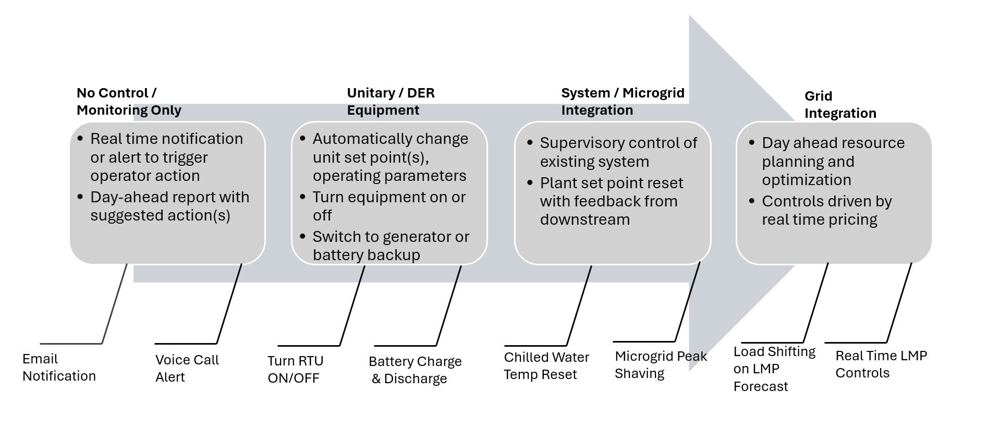 No Control /
Monitoring Only
• Real time notification
or alert to trigger
operator action
• Day-ahead report with
suggested action(s)
Unitary / DER
Equipment
• Automatically change
unit set point(s),
operating parameters
• Turn equipment on or
off
• Switch to generator or
battery backup
System / Microgrid
Integration
• Supervisory control of
existing system
• Plant set point reset
with feedback from
downstream
Grid
Integration
• Day ahead resource
planning and
optimization
• Controls driven by
real time pricing
Email
Notification
Voice Call
Alert
Turn RTU
ON/OFF
Battery Charge
& Discharge
Chilled Water
Temp Reset
Microgrid Peak
Shaving
Load Shifting
on LMP
Forecast
Real Time LMP
Controls